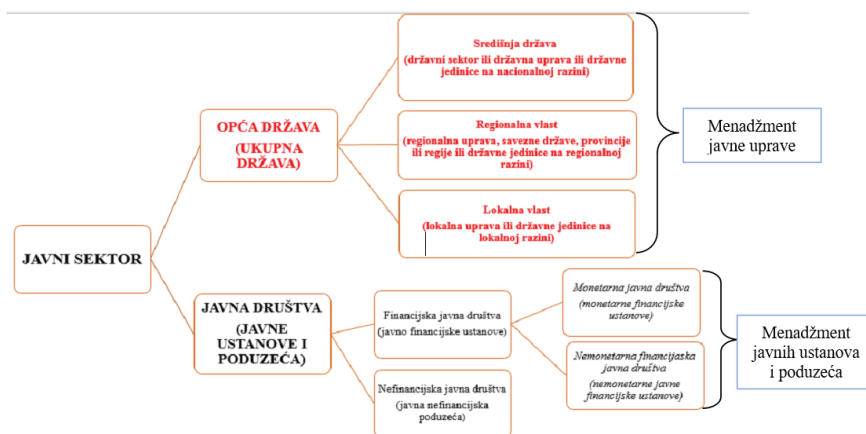 JAVNI SEKTOR
OPĆA DRŽAVA
(UKUPNA
DRŽAVA)
Središnja država
(državni sektor ili državna uprava ili državne
jedinice na nacionalnoj razini)
Regionalna vlast
(regionalna uprava, savezne države, provincije
ili regije ili državne jedinice na regionalnoj
razini)
Lokalna vlast
(lokalna uprava ili državne jedinice na
lokalnoj razini)
Menadžment
javne uprave
JAVNA DRUŠTVA
(JAVNE
USTANOVE I
PODUZEĆA)
Financijska javna društva
(javno financijske ustanove)
Nefinancijska javna društva
(javna nefinancijska
poduzeća)
Monetarna javna društva
(monetarne financijske
ustanove)
Nemonetarna financijaska
javna društva
(nemonetarne javne
financijske ustanove)
Menadžment
javnih ustanova
i poduzeća